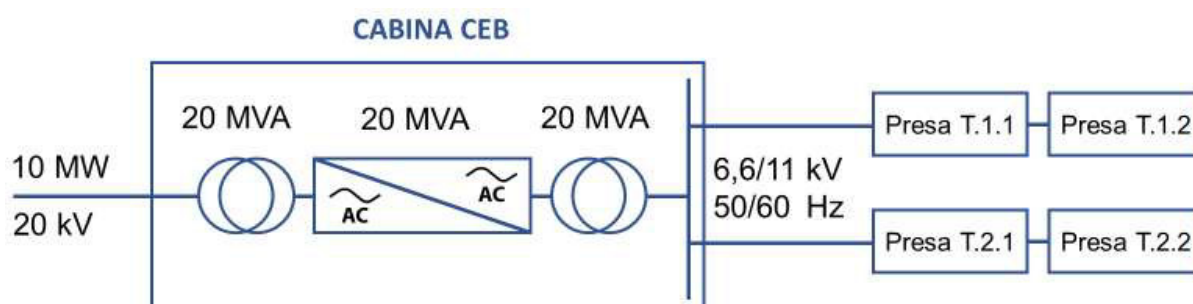 CABINA CEB
20 MVA
20 MVA
20 MVA
10 MW
20 kV
AC
AC
6,6/11 kV
50/60 Hz
Presa T.1.1
Presa T.1.2
Presa T.2.1
Presa T.2.2